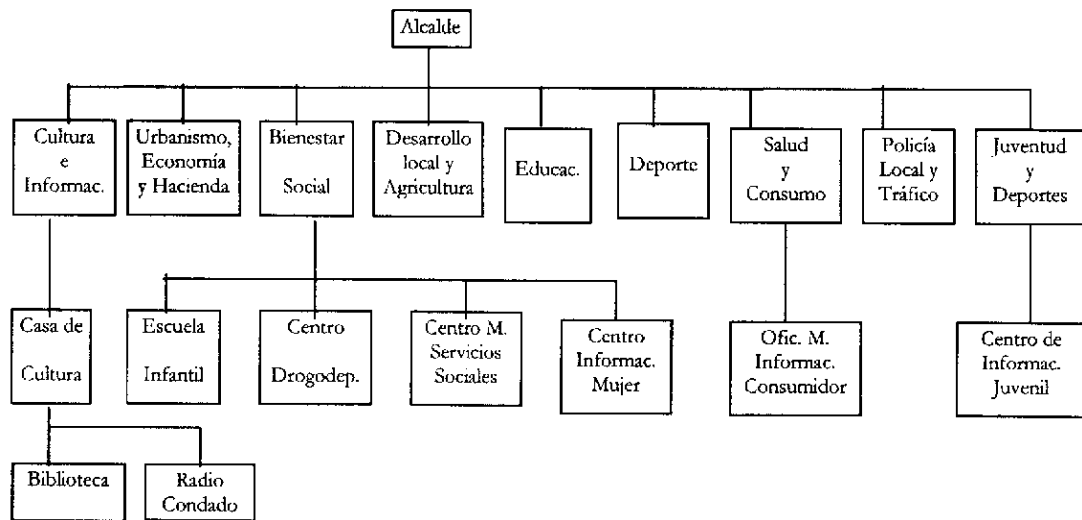 Alcalde
Cultura
e
Informac.
Urbanismo,
Economía
y Hacienda
Bienestar
Social
Desarrollo
local y
Agricultura
Educac.
Deporte
Salud
y
Consumo
Policía
Local y
Tráfico
Juventud
y
Deportes
Casa de
Cultura
Escuela
Infantil
Centro
Drogodep.
Centro M.
Servicios
Sociales
Centro
Informac.
Mujer
Ofic. M.
Informac.
Consumidor
Centro de
Informac.
Juvenil
Biblioteca
Radio
Condado